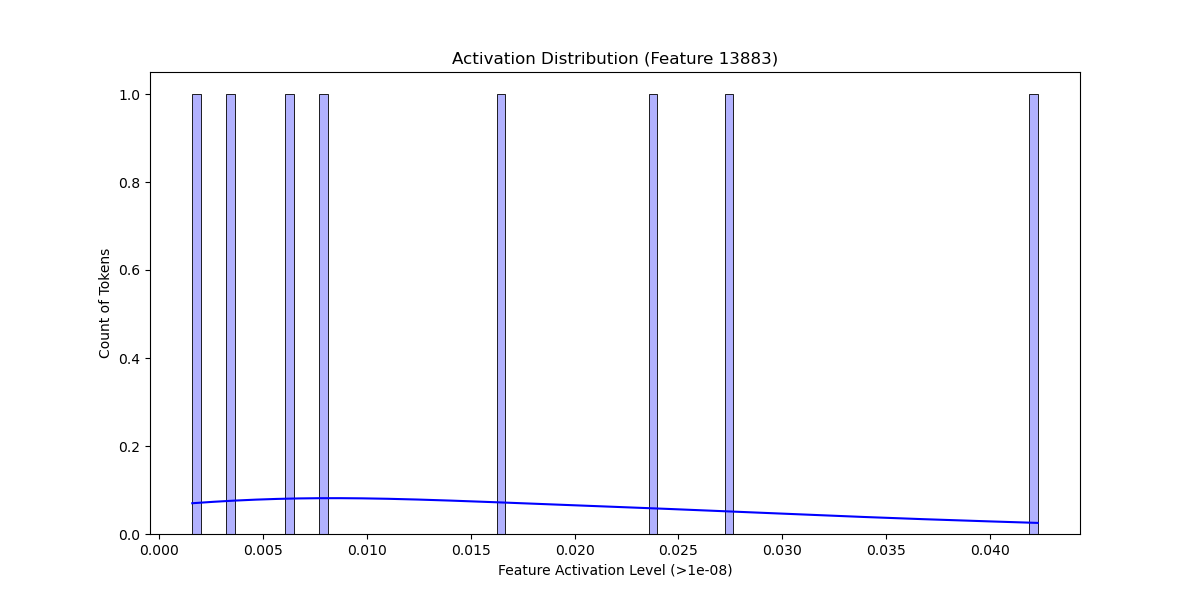 Activation Distribution (Feature 13883)
1.0
0.8
0.6
0.4
0.2
0.0
Count of Tokens
0.000 0.005 0.010 0.015 0.020 0.025 0.030 0.035 0.040
Feature Activation Level (>1e-08)